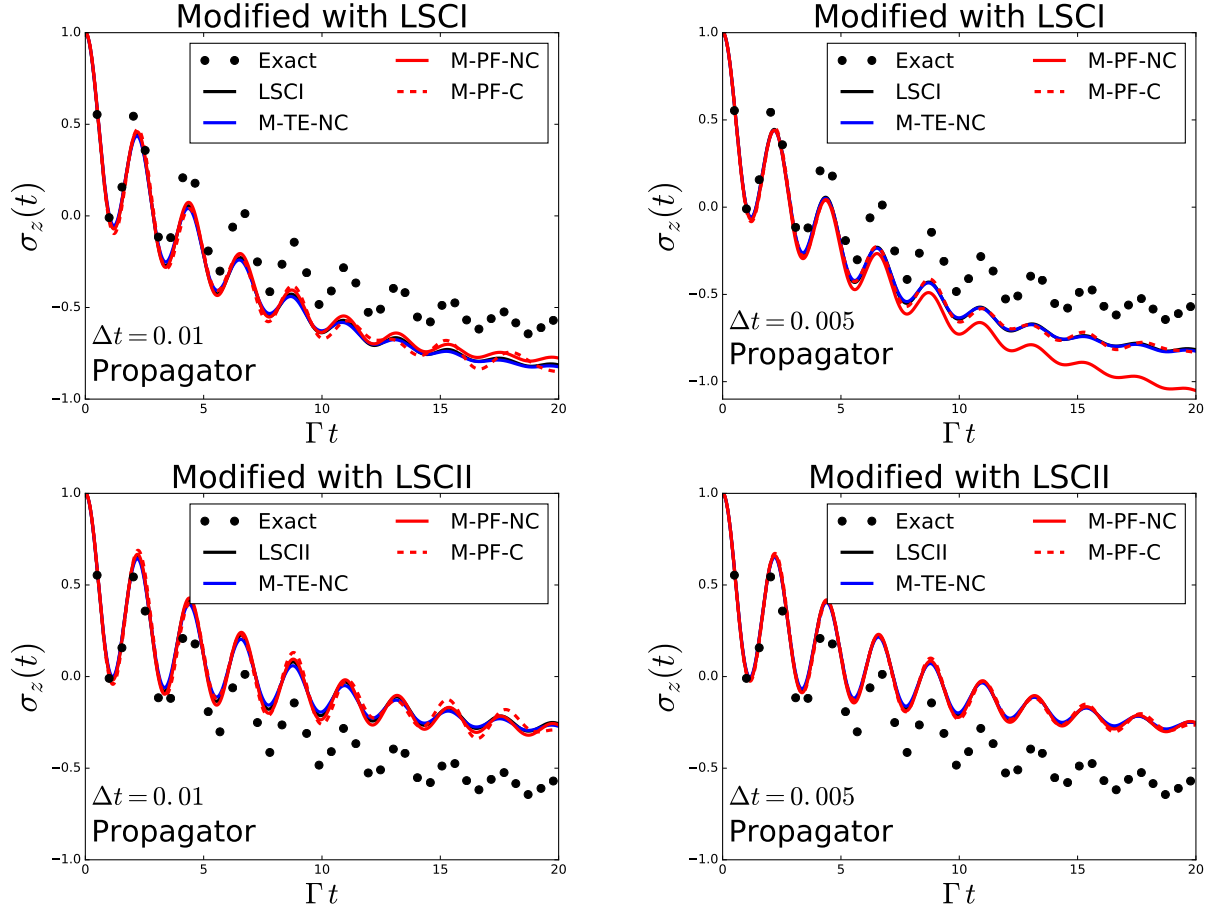 Modified with LSCI
1.0
0.5
0.0
−0.5
−1.0
σz(t)
Exact
LSCI
M-TE-NC
M-PF-NC
M-PF-C
Δt = 0.01
Propagator
0 5 10 15 20
Γ t
Modified with LSCI
1.0
0.5
0.0
−0.5
−1.0
σz(t)
Exact
LSCI
M-TE-NC
M-PF-NC
M-PF-C
Δt = 0.005
Propagator
0 5 10 15 20
Γ t
Modified with LSCII
1.0
0.5
0.0
−0.5
−1.0
σz(t)
Exact
LSCII
M-TE-NC
M-PF-NC
M-PF-C
Δt = 0.01
Propagator
0 5 10 15 20
Γ t
Modified with LSCII
1.0
0.5
0.0
−0.5
−1.0
σz(t)
Exact
LSCII
M-TE-NC
M-PF-NC
M-PF-C
Δt = 0.005
Propagator
0 5 10 15 20
Γ t